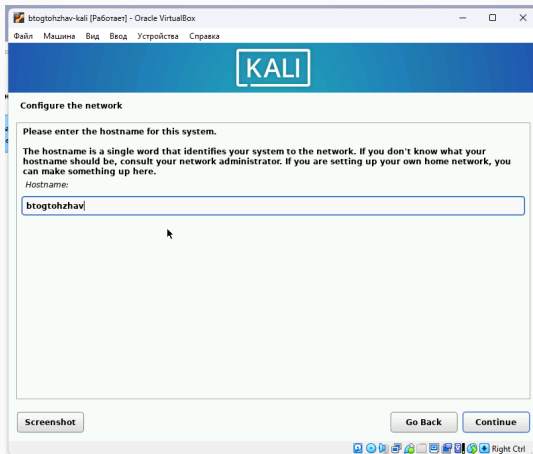 btogtohzhav-kali [Работает] - Oracle VirtualBox
Файл Машина Вид Ввод Устройства Справка
KALI
Configure the network
Please enter the hostname for this system.
The hostname is a single word that identifies your system to the network. If you don't know what your
hostname should be, consult your network administrator. If you are setting up your own home network, you
can make something up here.
Hostname:
btogtohzhav
Screenshot Go Back Continue
Right Ctrl